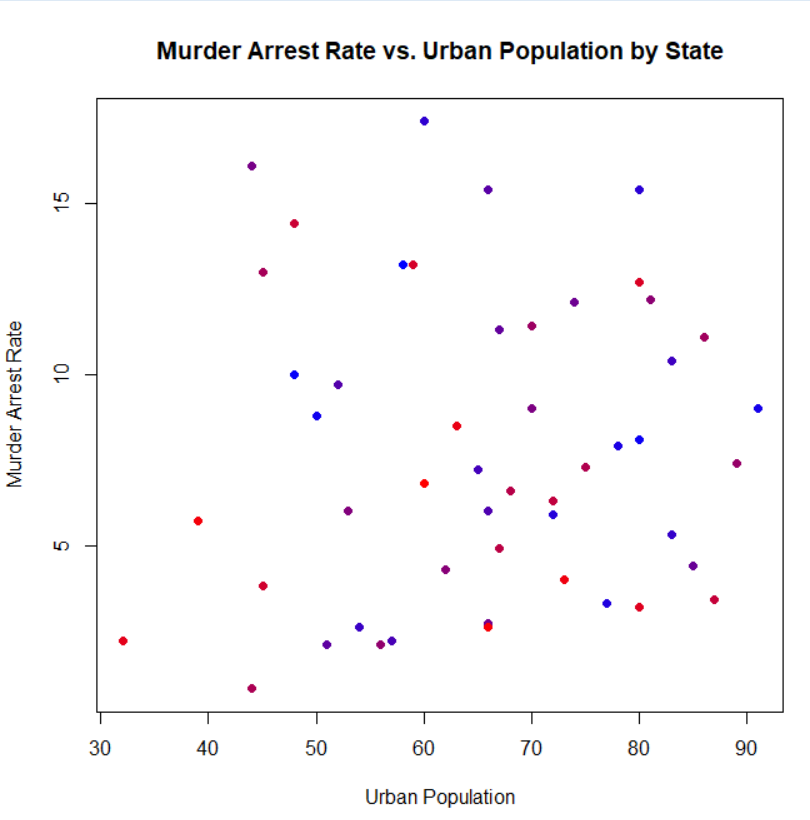 Murder Arrest Rate vs. Urban Population by State
15
10
5
Murder Arrest Rate
30 40 50 60 70 80 90
Urban Population